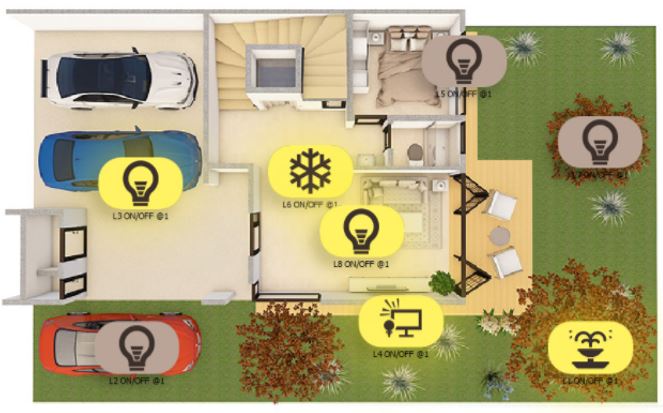 L5 ON/OFF @1
L7 ON/OFF @1
L6 ON/OFF @1
L3 ON/OFF @1
L8 ON/OFF @1
L4 ON/OFF @1
L1 ON/OFF @1
L2 ON/OFF @1